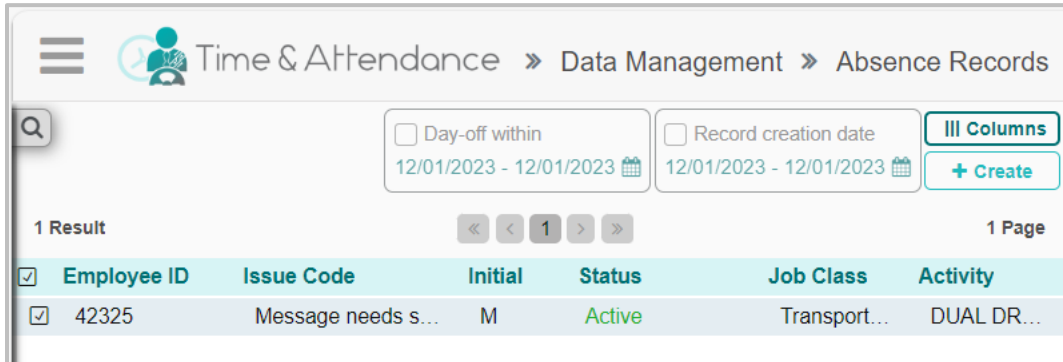 Time & Attendance » Data Management » Absence Records
Day-off within
12/01/2023 - 12/01/2023
Record creation date
12/01/2023 - 12/01/2023
Columns
+ Create
1 Result « < 1 > » 1 Page
Employee ID Issue Code Initial Status Job Class Activity
42325 Message needs s... M Active Transport... DUAL DR...